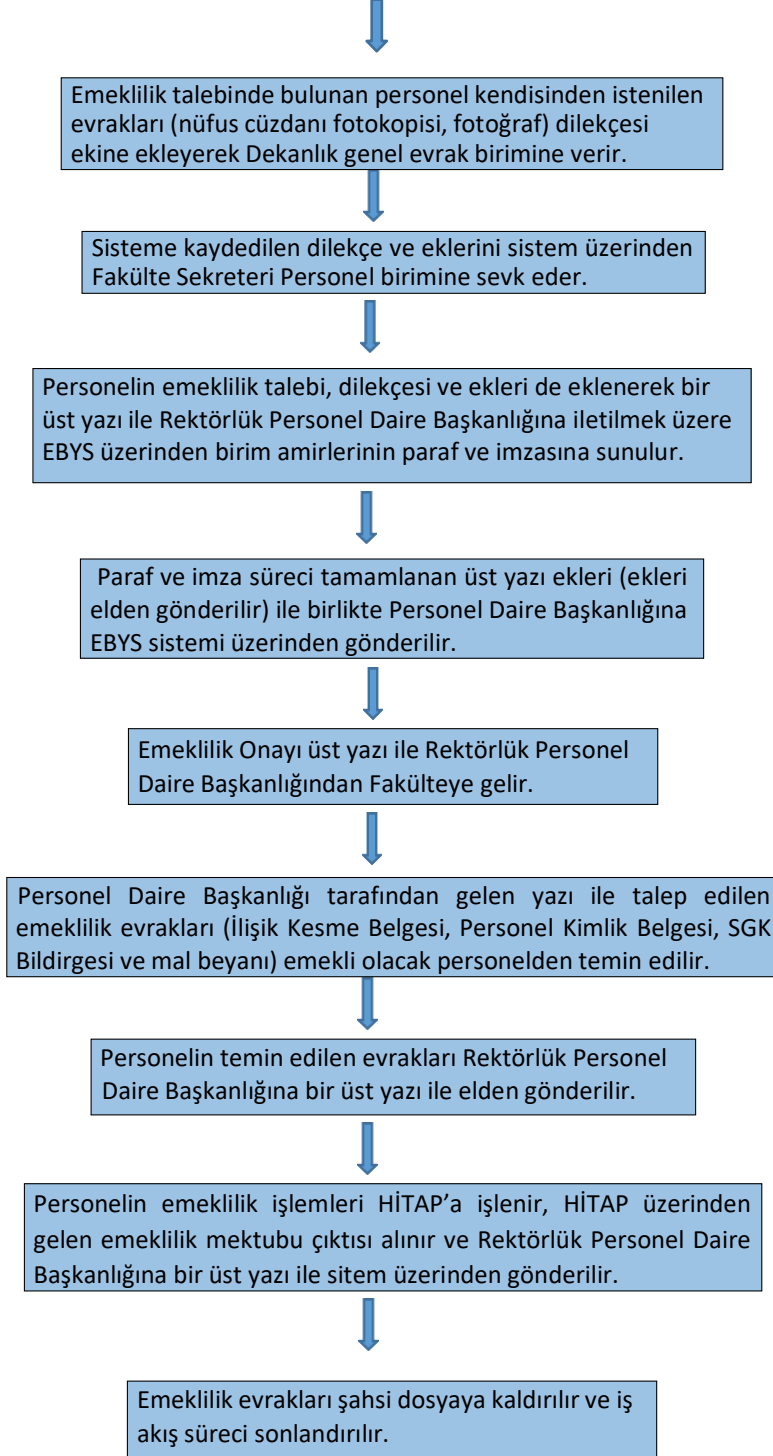 Emeklilik talebinde bulunan personel kendisinden istenilen
evrakları (nüfus cüzdanı fotokopisi, fotoğraf) dilekçesi
ekine ekleyerek Dekanlık genel evrak birimine verir.
Sisteme kaydedilen dilekçe ve eklerini sistem üzerinden
Fakülte Sekreteri Personel birimine sevk eder.
Personelin emeklilik talebi, dilekçesi ve ekleri de eklenerek bir
üst yazı ile Rektörlük Personel Daire Başkanlığına iletilmek üzere
EBYS üzerinden birim amirlerinin paraf ve imzasına sunulur.
Paraf ve imza süreci tamamlanan üst yazı ekleri (ekleri
elden gönderilir) ile birlikte Personel Daire Başkanlığına
EBYS sistemi üzerinden gönderilir.
Emeklilik Onayı üst yazı ile Rektörlük Personel
Daire Başkanlığından Fakülteye gelir.
Personel Daire Başkanlığı tarafından gelen yazı ile talep edilen
emeklilik evrakları (İlişik Kesme Belgesi, Personel Kimlik Belgesi, SGK
Bildirgesi ve mal beyanı) emekli olacak personelden temin edilir.
Personelin temin edilen evrakları Rektörlük Personel
Daire Başkanlığına bir üst yazı ile elden gönderilir.
Personelin emeklilik işlemleri HİTAP’a işlenir, HİTAP üzerinden
gelen emeklilik mektubu çıktısı alınır ve Rektörlük Personel Daire
Başkanlığına bir üst yazı ile sitem üzerinden gönderilir.
Emeklilik evrakları şahsi dosyaya kaldırılır ve iş
akış süreci sonlandırılır.